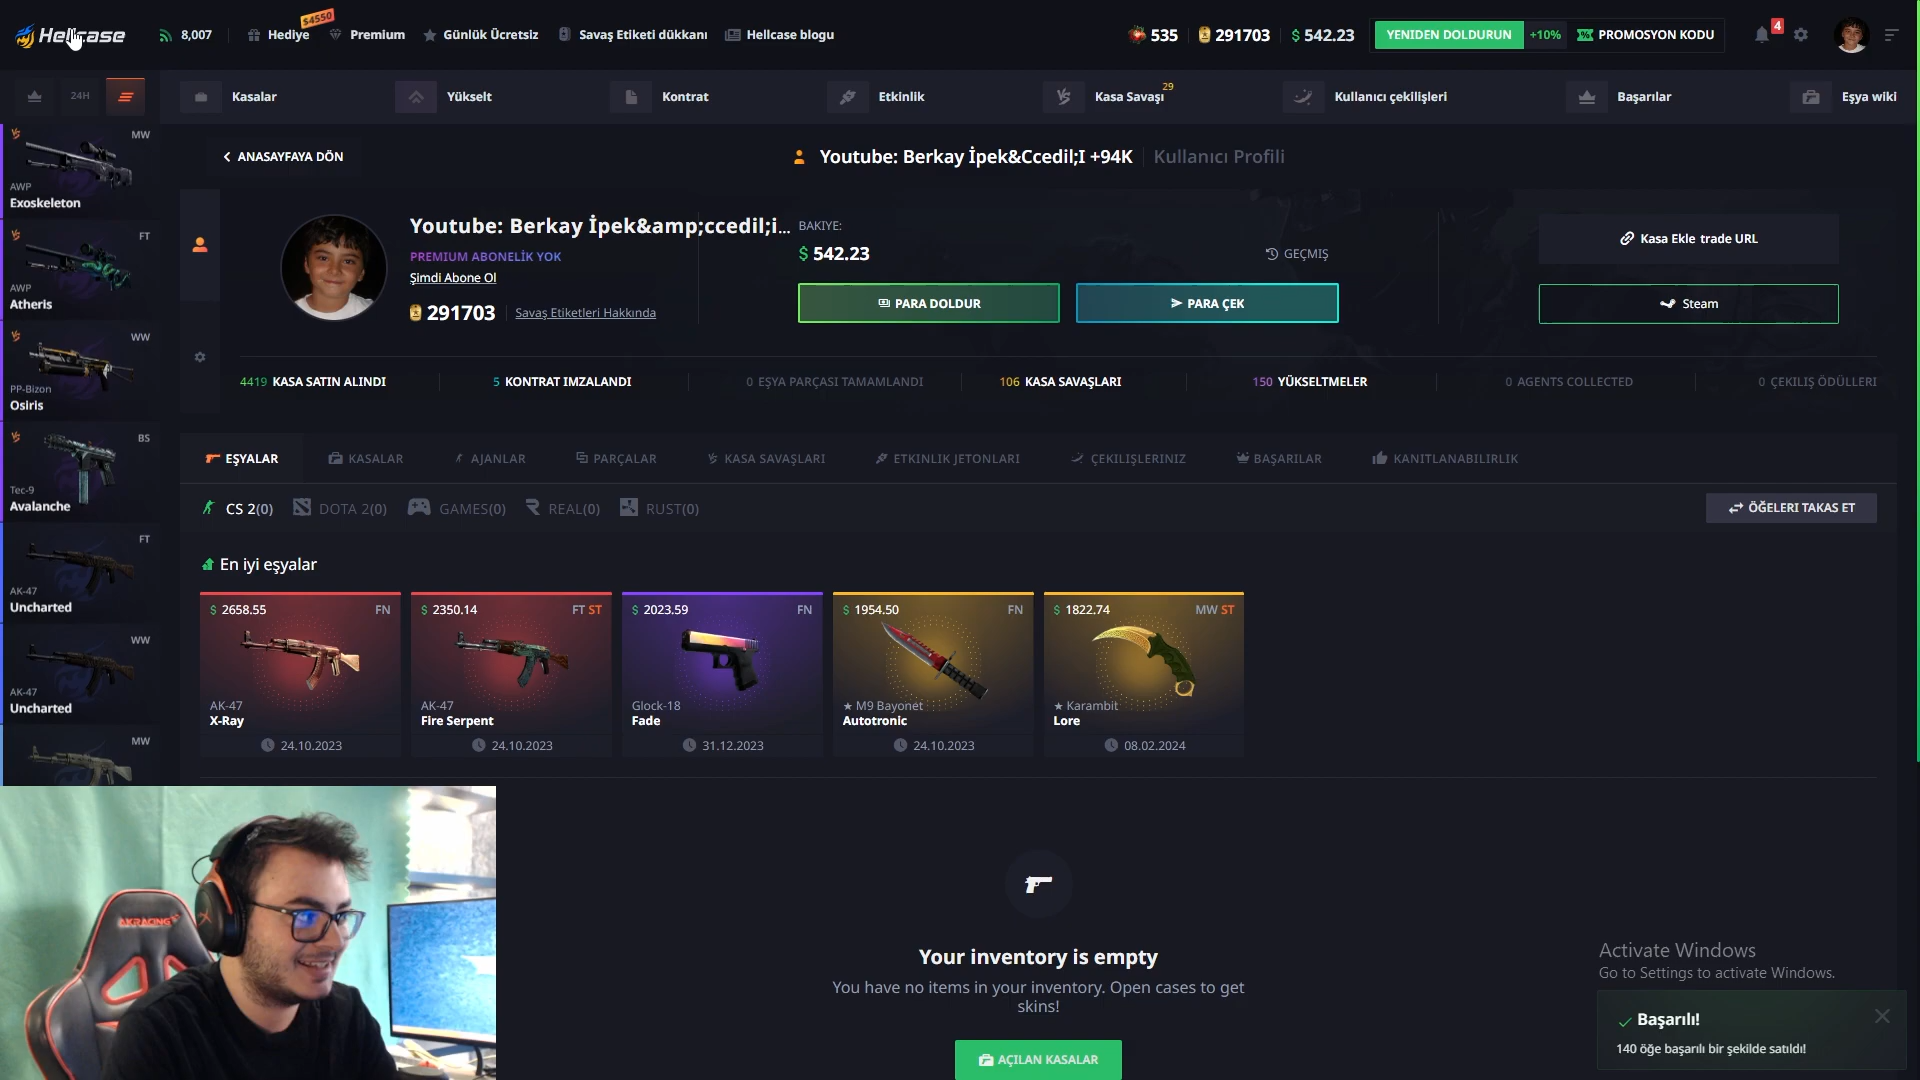 Hellcase
8,007
Hediye
$4550
Premium
Günlük Ücretsiz
Savaş Etiketi dükkanı
Hellcase blogu
535
291703
$ 542.23
YENIDEN DOLDURUN
+10%
PROMOSYON KODU
4
24H
Kasalar
Yükselt
Kontrat
Etkinlik
Kasa Savaşı
29
Kullanıcı çekilişleri
Başarılar
Eşya wiki
MW
AWP
Exoskeleton
FT
AWP
Atheris
WW
PP-Bizon
Osiris
BS
Tec-9
Avalanche
FT
AK-47
Uncharted
WW
AK-47
Uncharted
MW
ANASAYFAYA DÖN
Youtube: Berkay İpek&Ccedil;I +94K
Kullanıcı Profili
Youtube: Berkay İpek&amp;ccedil;i...
PREMIUM ABONELİK YOK
Şimdi Abone Ol
291703
Savaş Etiketleri Hakkında
BAKIYE:
$ 542.23
GEÇMIŞ
PARA DOLDUR
PARA ÇEK
Kasa Ekle trade URL
Steam
4419 KASA SATIN ALINDI
5 KONTRAT IMZALANDI
0 EŞYA PARÇASI TAMAMLANDI
106 KASA SAVAŞLARI
150 YÜKSELTMELER
0 AGENTS COLLECTED
0 ÇEKILIŞ ÖDÜLLERI
EŞYALAR
KASALAR
AJANLAR
PARÇALAR
KASA SAVAŞLARI
ETKINLIK JETONLARI
ÇEKILIŞLERINIZ
BAŞARILAR
KANITLANABILIRLIK
CS 2(0)
DOTA 2(0)
GAMES(0)
REAL(0)
RUST(0)
ÖĞELERI TAKAS ET
En iyi eşyalar
$ 2658.55
FN
AK-47
X-Ray
24.10.2023
$ 2350.14
FT ST
AK-47
Fire Serpent
24.10.2023
$ 2023.59
FN
Glock-18
Fade
31.12.2023
$ 1954.50
FN
★ M9 Bayonet
Autotronic
24.10.2023
$ 1822.74
MW ST
★ Karambit
Lore
08.02.2024
Your inventory is empty
You have no items in your inventory. Open cases to get
skins!
AÇILAN KASALAR
AKRACING
Activate Windows
Go to Settings to activate Windows.
Başarılı!
140 öğe başarılı bir şekilde satıldı!